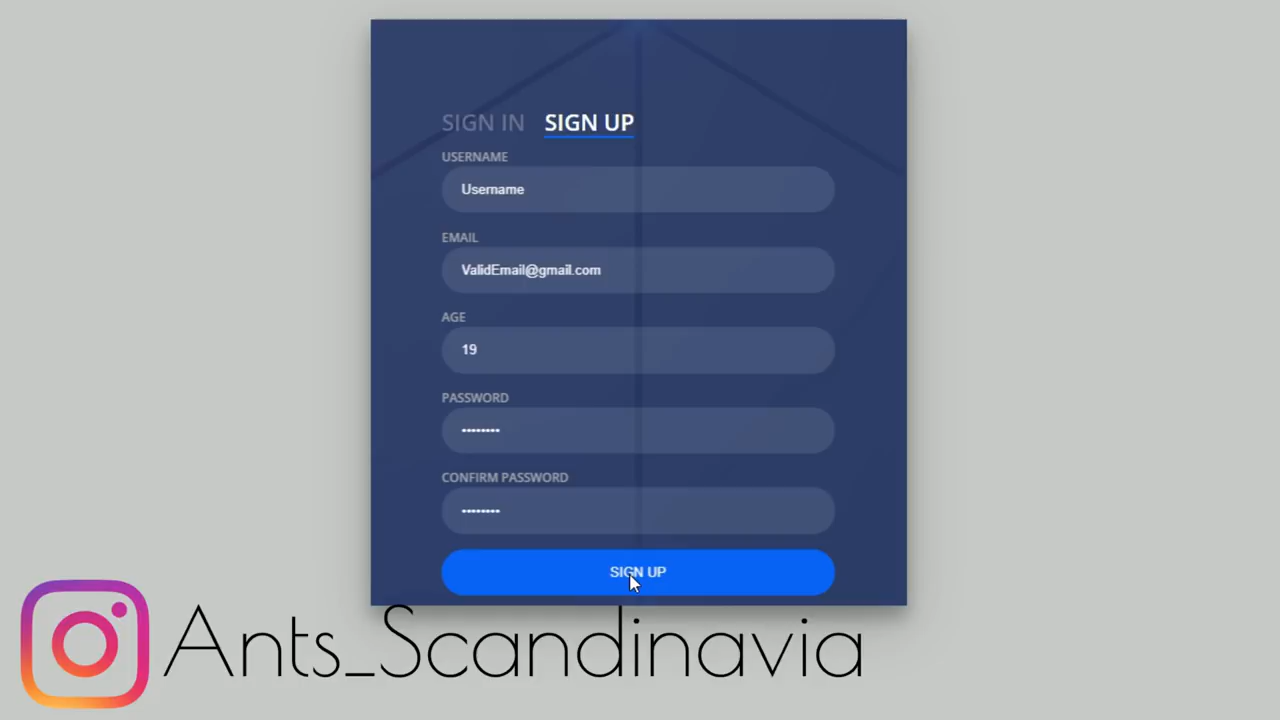 SIGN IN SIGN UP
USERNAME
Username
EMAIL
ValidEmail@gmail.com
AGE
19
PASSWORD
••••••••
CONFIRM PASSWORD
••••••••
SIGN UP
Ants_Scandinavia